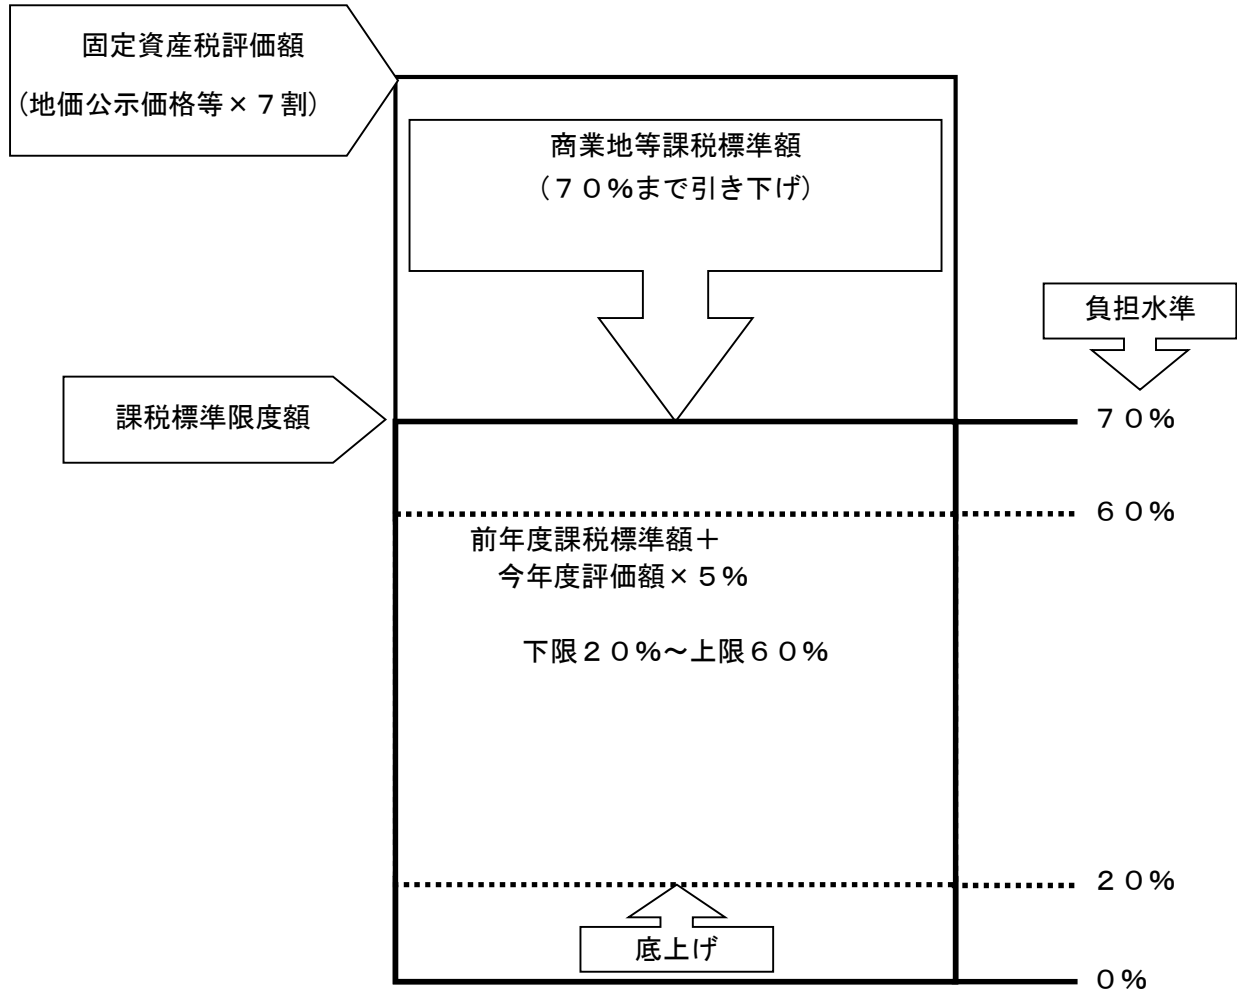 固定資産税評価額
(地価公示価格等×７割)
商業地等課税標準額
（７０％まで引き下げ）
負担水準
課税標準限度額
７０％
６０％
前年度課税標準額＋
今年度評価額×５％
下限２０％～上限６０％
２０％
底上げ
０％